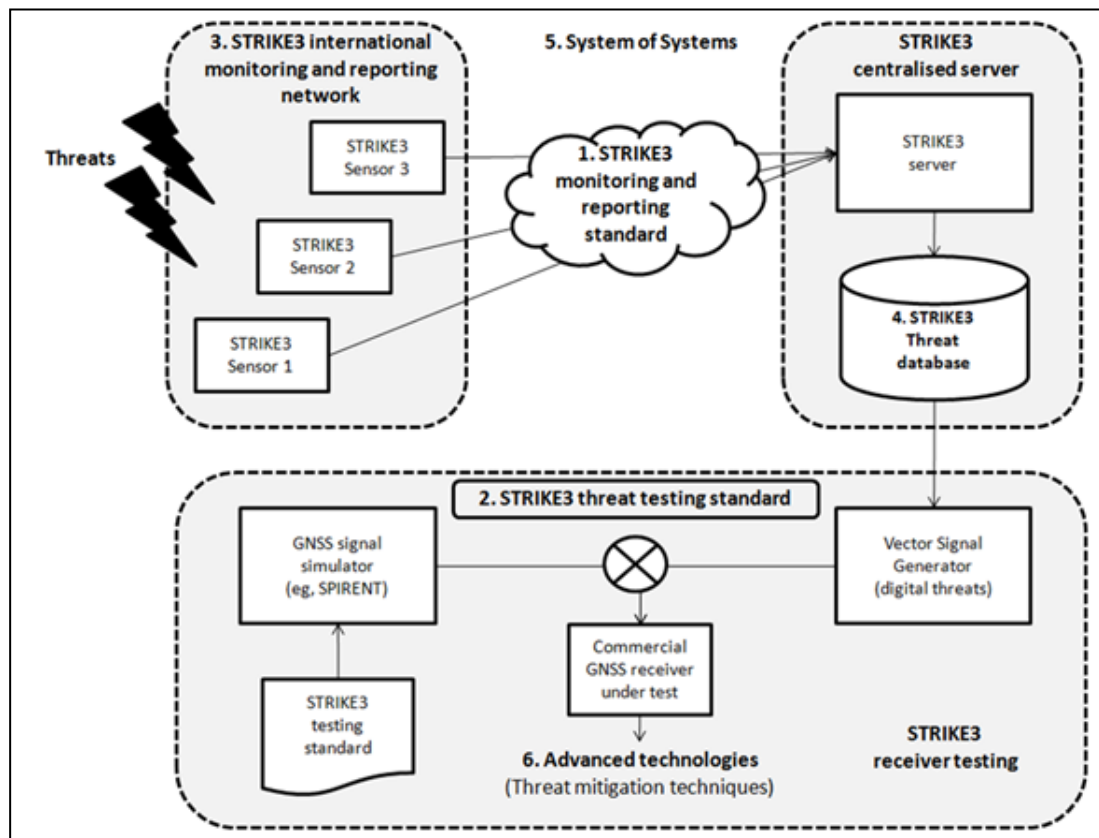 3. STRIKE3 international
monitoring and reporting
network
5. System of Systems
STRIKE3
centralised server
Threats
STRIKE3
Sensor 3
STRIKE3
Sensor 2
STRIKE3
Sensor 1
1. STRIKE3
monitoring and
reporting
standard
STRIKE3
server
4. STRIKE3
Threat
database
2. STRIKE3 threat testing standard
GNSS signal
simulator
(eg, SPIRENT)
Vector Signal
Generator
(digital threats)
Commercial
GNSS receiver
under test
STRIKE3
testing
standard
6. Advanced technologies
(Threat mitigation techniques)
STRIKE3
receiver testing